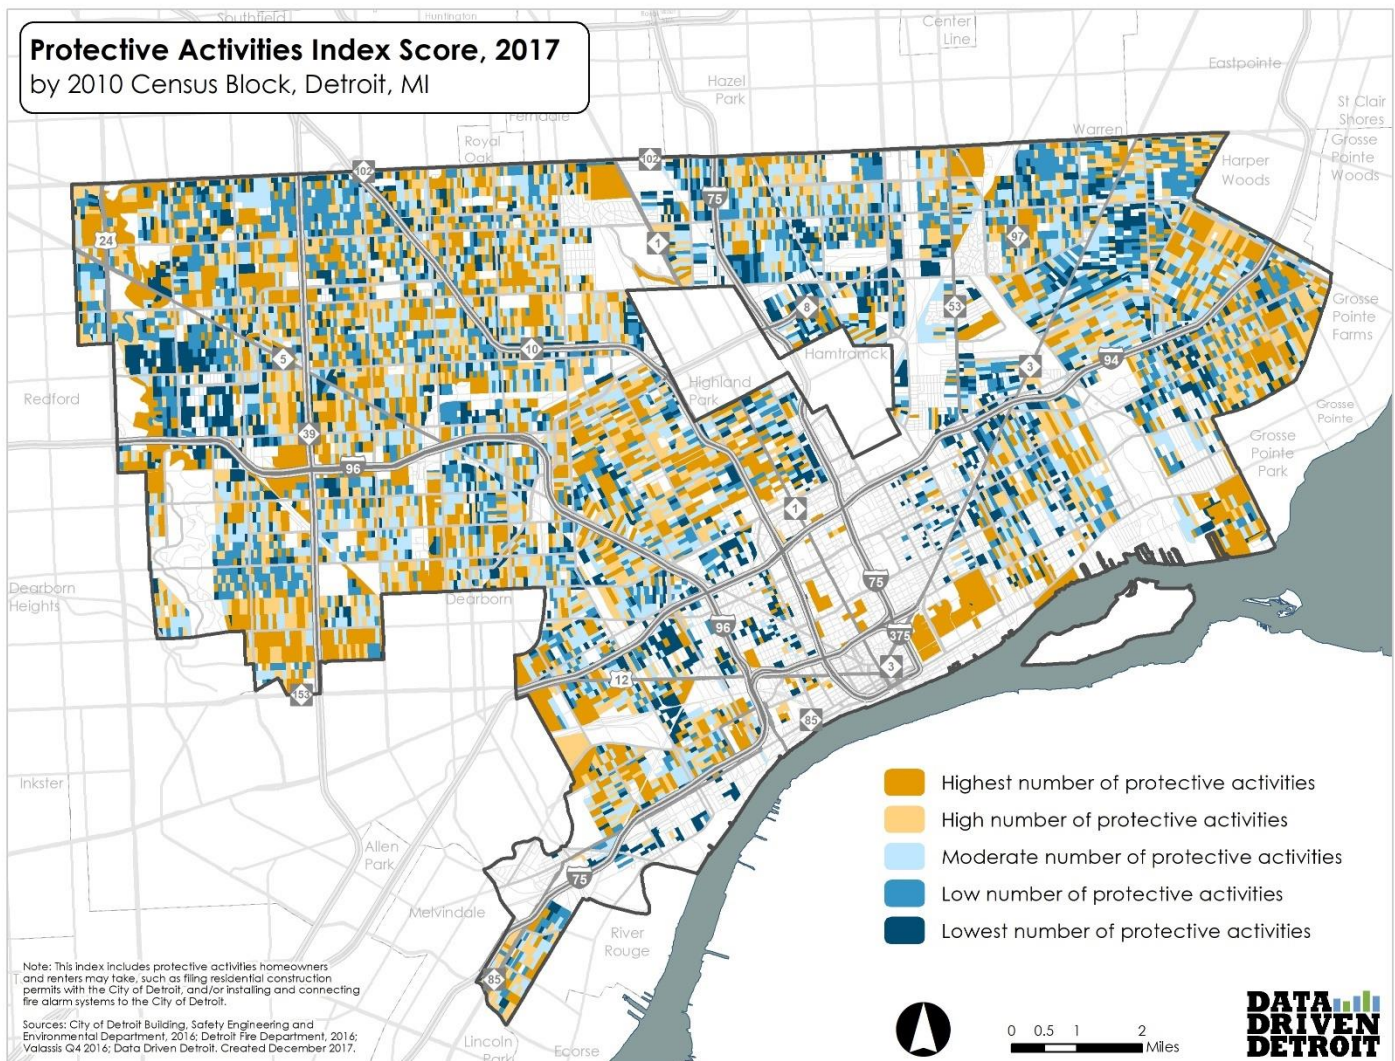 Protective Activities Index Score, 2017
by 2010 Census Block, Detroit, MI
Southfield
Huntington
Center
Line
Eastpointe
Hazel
Park
St Clair
Shores
Ferndale
Royal
Oak
Warren
Grosse
Pointe
Woods
Harper
Woods
102
102
75
24
1
97
8
53
Grosse
Pointe
Farms
5
10
Hamtramck
3
94
Highland
Park
Redford
Grosse
Pointe
39
96
Grosse
Pointe
Park
1
75
Dearborn
Heights
Dearborn
96
375
3
12
153
85
Inkster
Highest number of protective activities
High number of protective activities
Moderate number of protective activities
Low number of protective activities
Lowest number of protective activities
Allen
Park
75
Melvindale
River
Rouge
85
Note: This index includes protective activities homeowners
and renters may take, such as filing residential construction
permits with the City of Detroit, and/or installing and connecting
fire alarm systems to the City of Detroit.
Sources: City of Detroit Building, Safety Engineering and
Environmental Department, 2016; Detroit Fire Department, 2016;
Valassis Q4 2016; Data Driven Detroit. Created December 2017.
Lincoln
Park
Ecorse
0 0.5 1 2
Miles
DATA
DRIVEN
DETROIT